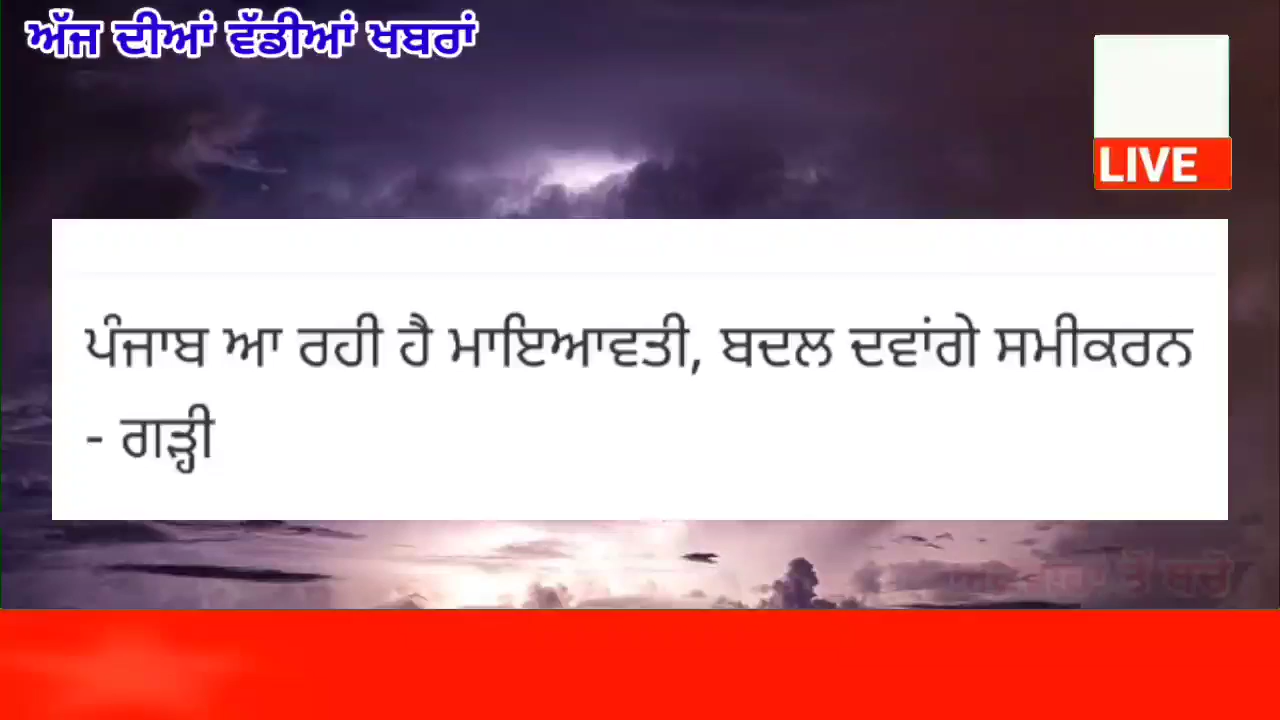 ਅੱਜ ਦੀਆਂ ਵੱਡੀਆਂ ਖਬਰਾਂ
LIVE
ਪੰਜਾਬ ਆ ਰਹੀ ਹੈ ਮਾਇਆਵਤੀ, ਬਦਲ ਦਵਾਂਗੇ ਸਮੀਕਰਨ
- ਗੜ੍ਹੀ